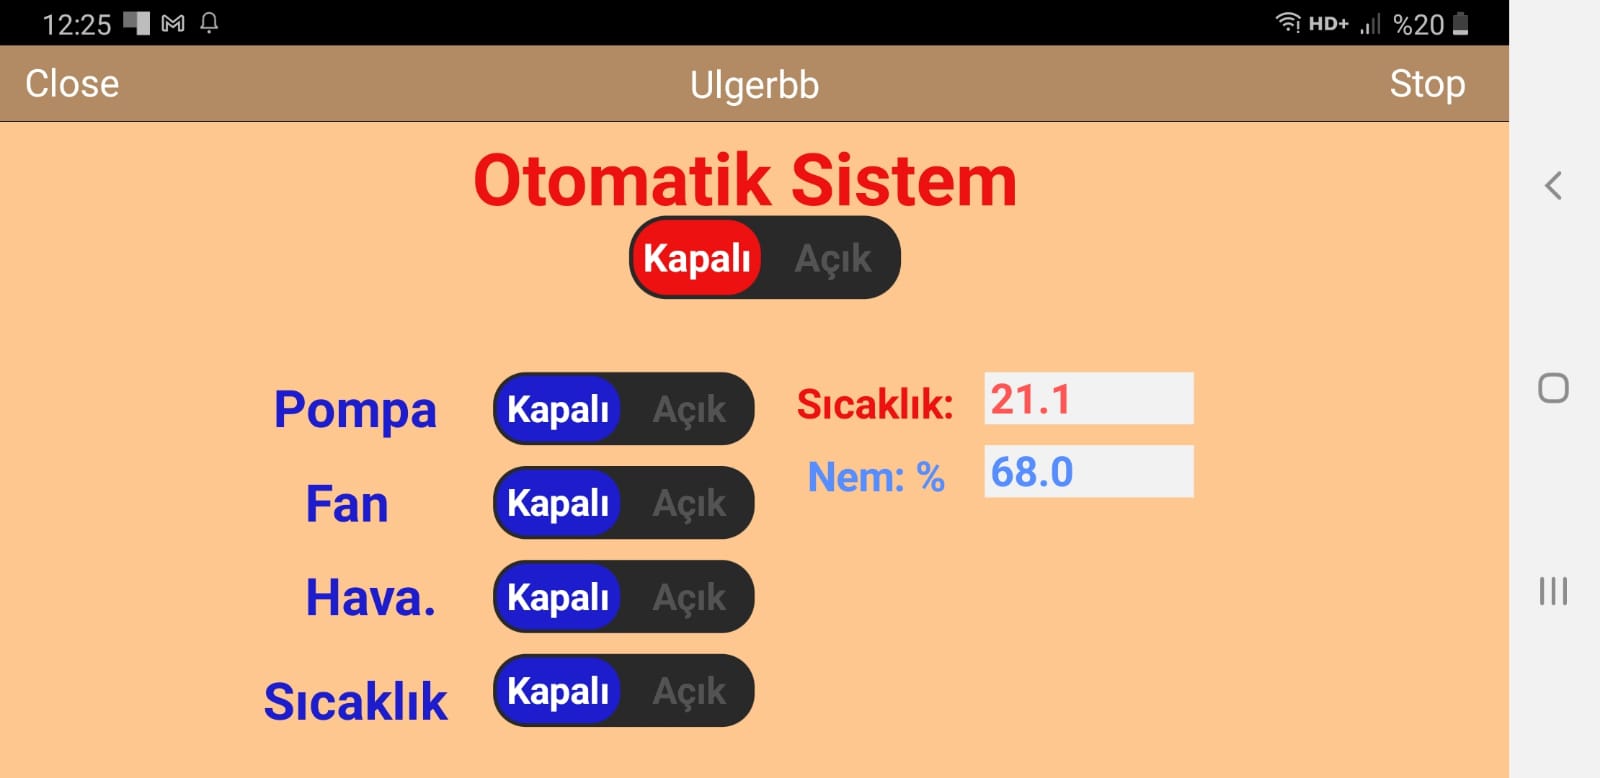 12:25 HD+ %20
Close Ulgerbb Stop
Otomatik Sistem
Kapalı Açık
Pompa Kapalı Açık Sıcaklık: 21.1
Nem: % 68.0
Fan Kapalı Açık
Hava. Kapalı Açık
Sıcaklık Kapalı Açık